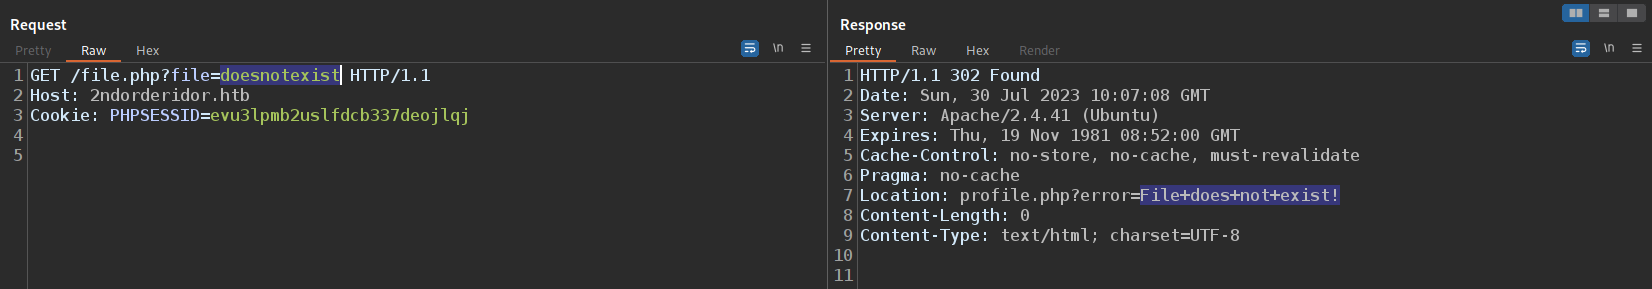 Request
Pretty Raw Hex
\n
1 GET /file.php?file=doesnotexist HTTP/1.1
2 Host: 2ndorderidor.htb
3 Cookie: PHPSESSID=evu3lpmb2uslfdcb337deojlqj
4
5
Response
Pretty Raw Hex Render
\n
1 HTTP/1.1 302 Found
2 Date: Sun, 30 Jul 2023 10:07:08 GMT
3 Server: Apache/2.4.41 (Ubuntu)
4 Expires: Thu, 19 Nov 1981 08:52:00 GMT
5 Cache-Control: no-store, no-cache, must-revalidate
6 Pragma: no-cache
7 Location: profile.php?error=File+does+not+exist!
8 Content-Length: 0
9 Content-Type: text/html; charset=UTF-8
10
11